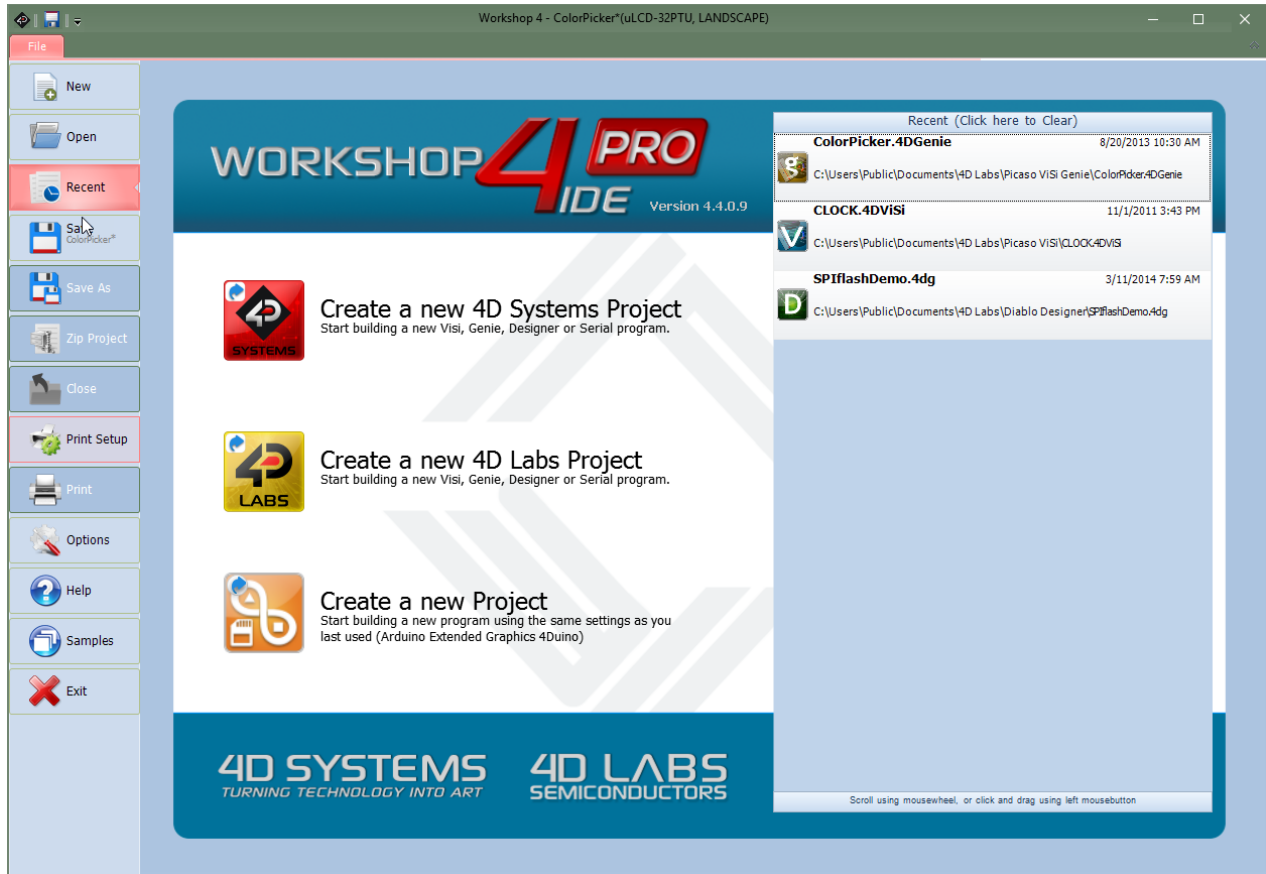 Workshop 4 - ColorPicker*(uLCD-32PTU, LANDSCAPE)
File
New
Open
Recent
Save
ColorPicker*
Save As
Zip Project
Close
Print Setup
Print
Options
Help
Samples
Exit
WORKSHOP 4 PRO
IDE Version 4.4.0.9
4D
SYSTEMS
Create a new 4D Systems Project
Start building a new Visi, Genie, Designer or Serial program.
4D
LABS
Create a new 4D Labs Project
Start building a new Visi, Genie, Designer or Serial program.
Create a new Project
Start building a new program using the same settings as you
last used (Arduino Extended Graphics 4Duino)
4D SYSTEMS
TURNING TECHNOLOGY INTO ART
4D LABS
SEMICONDUCTORS
Recent (Click here to Clear)
g
ColorPicker.4DGenie 8/20/2013 10:30 AM
C:\Users\Public\Documents\4D Labs\Picaso ViSi Genie\ColorPicker.4DGenie
V
CLOCK.4DViSi 11/1/2011 3:43 PM
C:\Users\Public\Documents\4D Labs\Picaso ViSi\CLOCK.4DViSi
D
SPIflashDemo.4dg 3/11/2014 7:59 AM
C:\Users\Public\Documents\4D Labs\Diablo Designer\SPIflashDemo.4dg
Scroll using mousewheel, or click and drag using left mousebutton